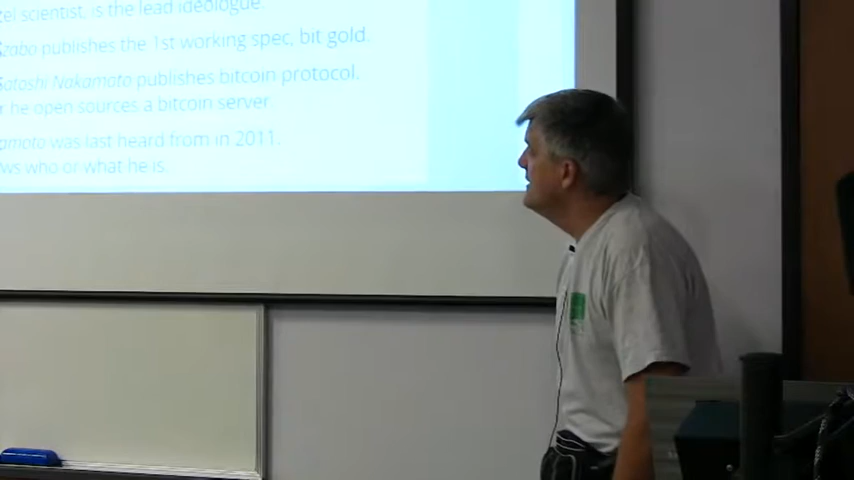 tel scientist, is the lead ideologue.
Szabo publishes the 1st working spec, bit gold.
Satoshi Nakamoto publishes bitcoin protocol.
r he open sources a bitcoin server.
amoto was last heard from in 2011.
ws who or what he is.